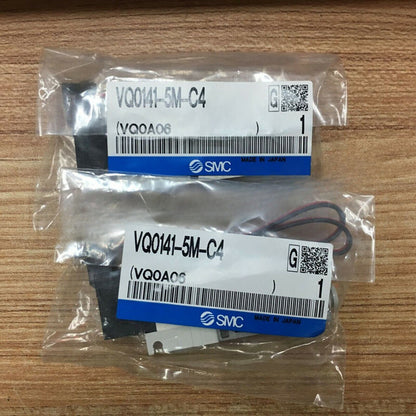 VQ0141-5M-C4
G
(VQ0A06 )
1
SMC
MADE IN JAPAN
VQ0141-5M-C4
G
(VQ0A06 )
1
SMC
MADE IN JAPAN